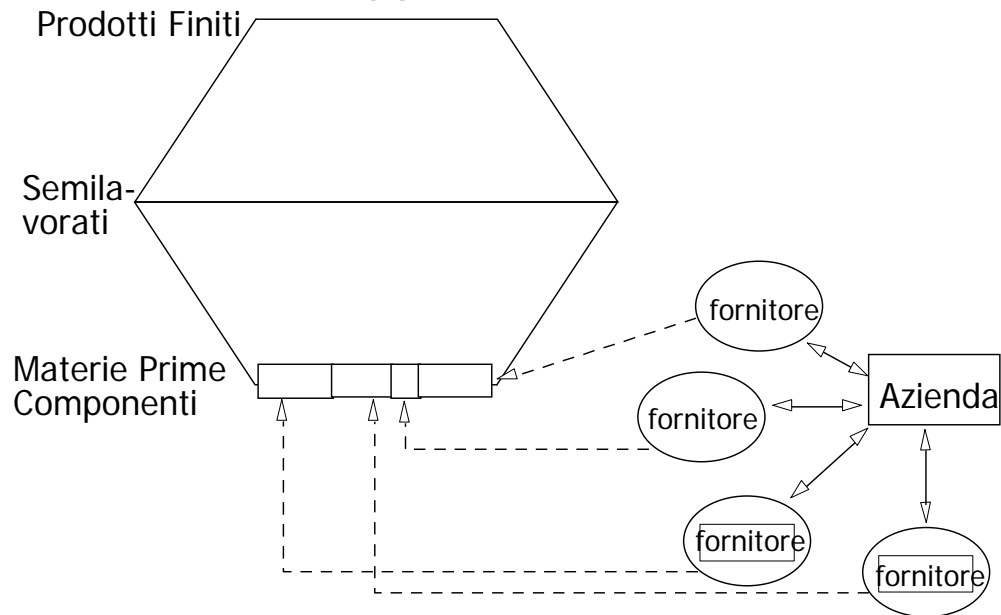 Prodotti Finiti
Semila-
vorati
Materie Prime
Componenti
fornitore
fornitore
fornitore
fornitore
Azienda